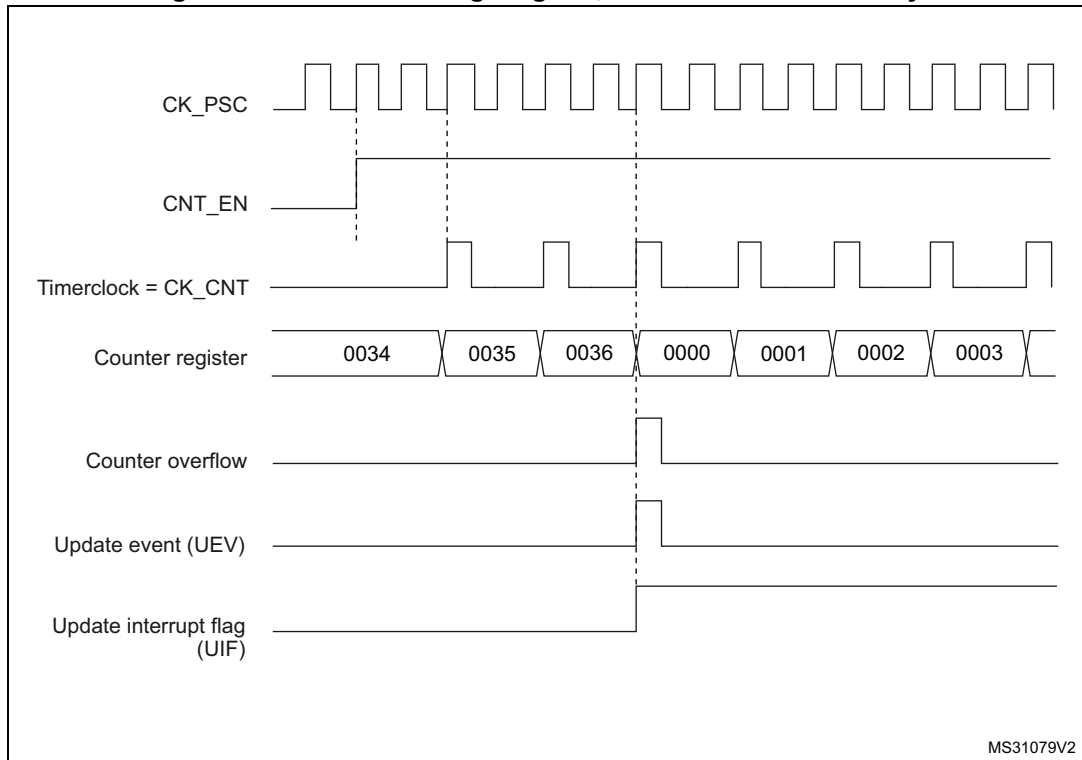 CK_PSC
CNT_EN
Timerclock = CK_CNT
Counter register
0034 0035 0036 0000 0001 0002 0003
Counter overflow
Update event (UEV)
Update interrupt flag
(UIF)
MS31079V2